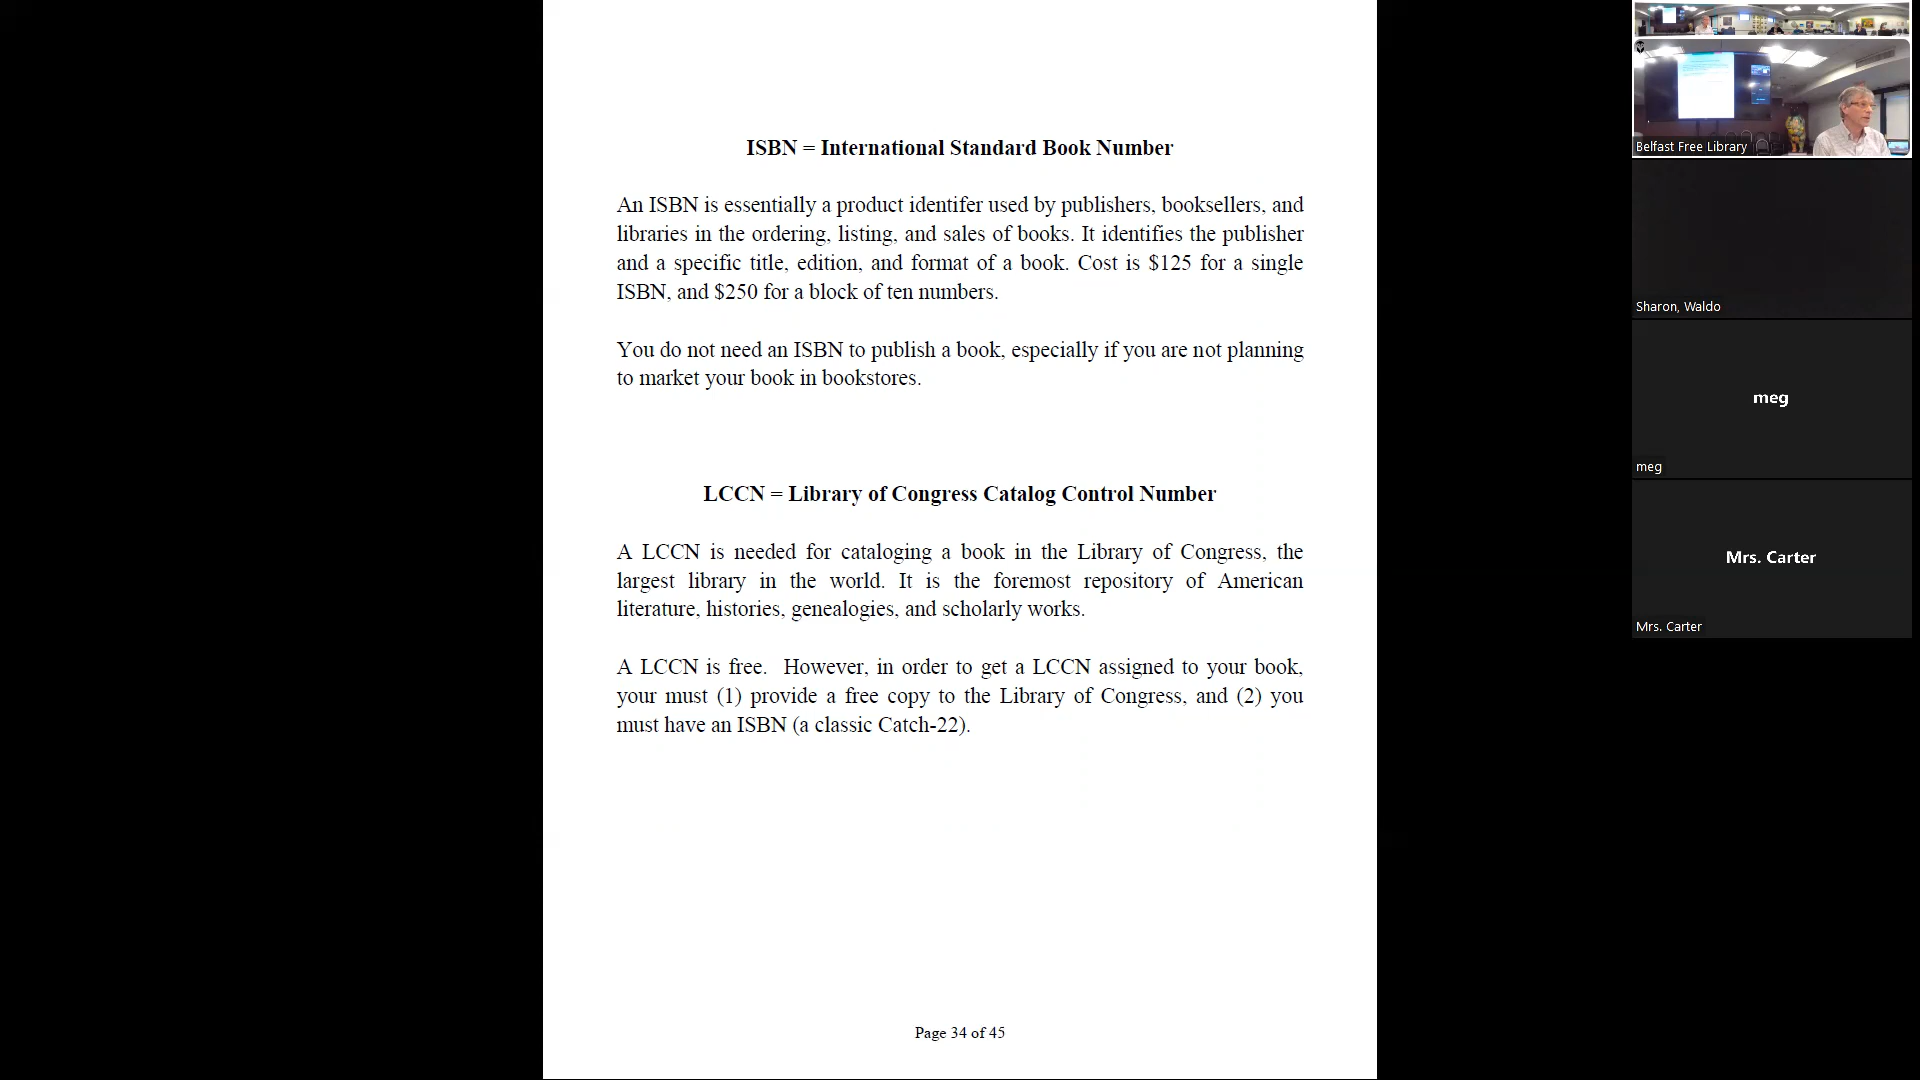 ISBN = International Standard Book Number
An ISBN is essentially a product identifer used by publishers, booksellers, and
libraries in the ordering, listing, and sales of books. It identifies the publisher
and a specific title, edition, and format of a book. Cost is $125 for a single
ISBN, and $250 for a block of ten numbers.
You do not need an ISBN to publish a book, especially if you are not planning
to market your book in bookstores.
LCCN = Library of Congress Catalog Control Number
A LCCN is needed for cataloging a book in the Library of Congress, the
largest library in the world. It is the foremost repository of American
literature, histories, genealogies, and scholarly works.
A LCCN is free.  However, in order to get a LCCN assigned to your book,
your must (1) provide a free copy to the Library of Congress, and (2) you
must have an ISBN (a classic Catch-22).
Page 34 of 45
Belfast Free Library
Sharon, Waldo
meg
meg
Mrs. Carter
Mrs. Carter